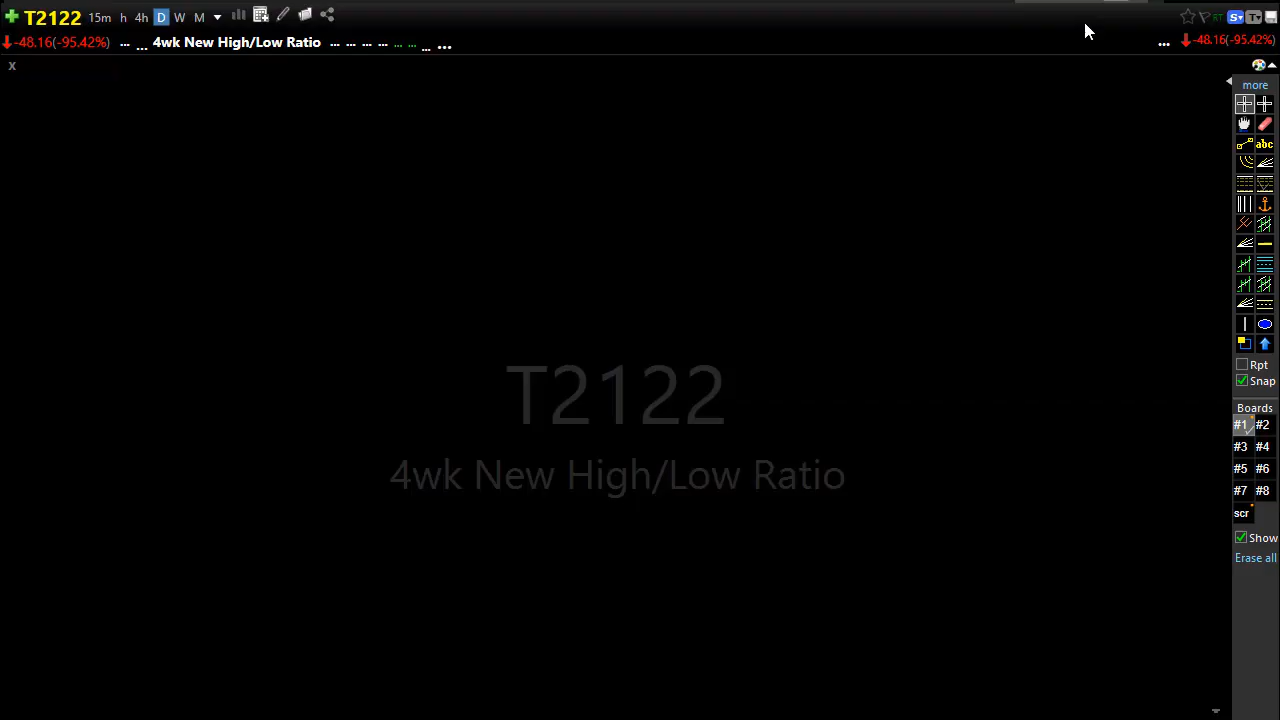 T2122 15m h 4h D W M RT S T
-48.16(-95.42%) ... ... 4wk New High/Low Ratio ... ... ... ... ... ... ... ... ... -48.16(-95.42%)
x
more
abc
Rpt
Snap
T2122
4wk New High/Low Ratio
Boards
#1 #2
#3 #4
#5 #6
#7 #8
scr
Show
Erase all